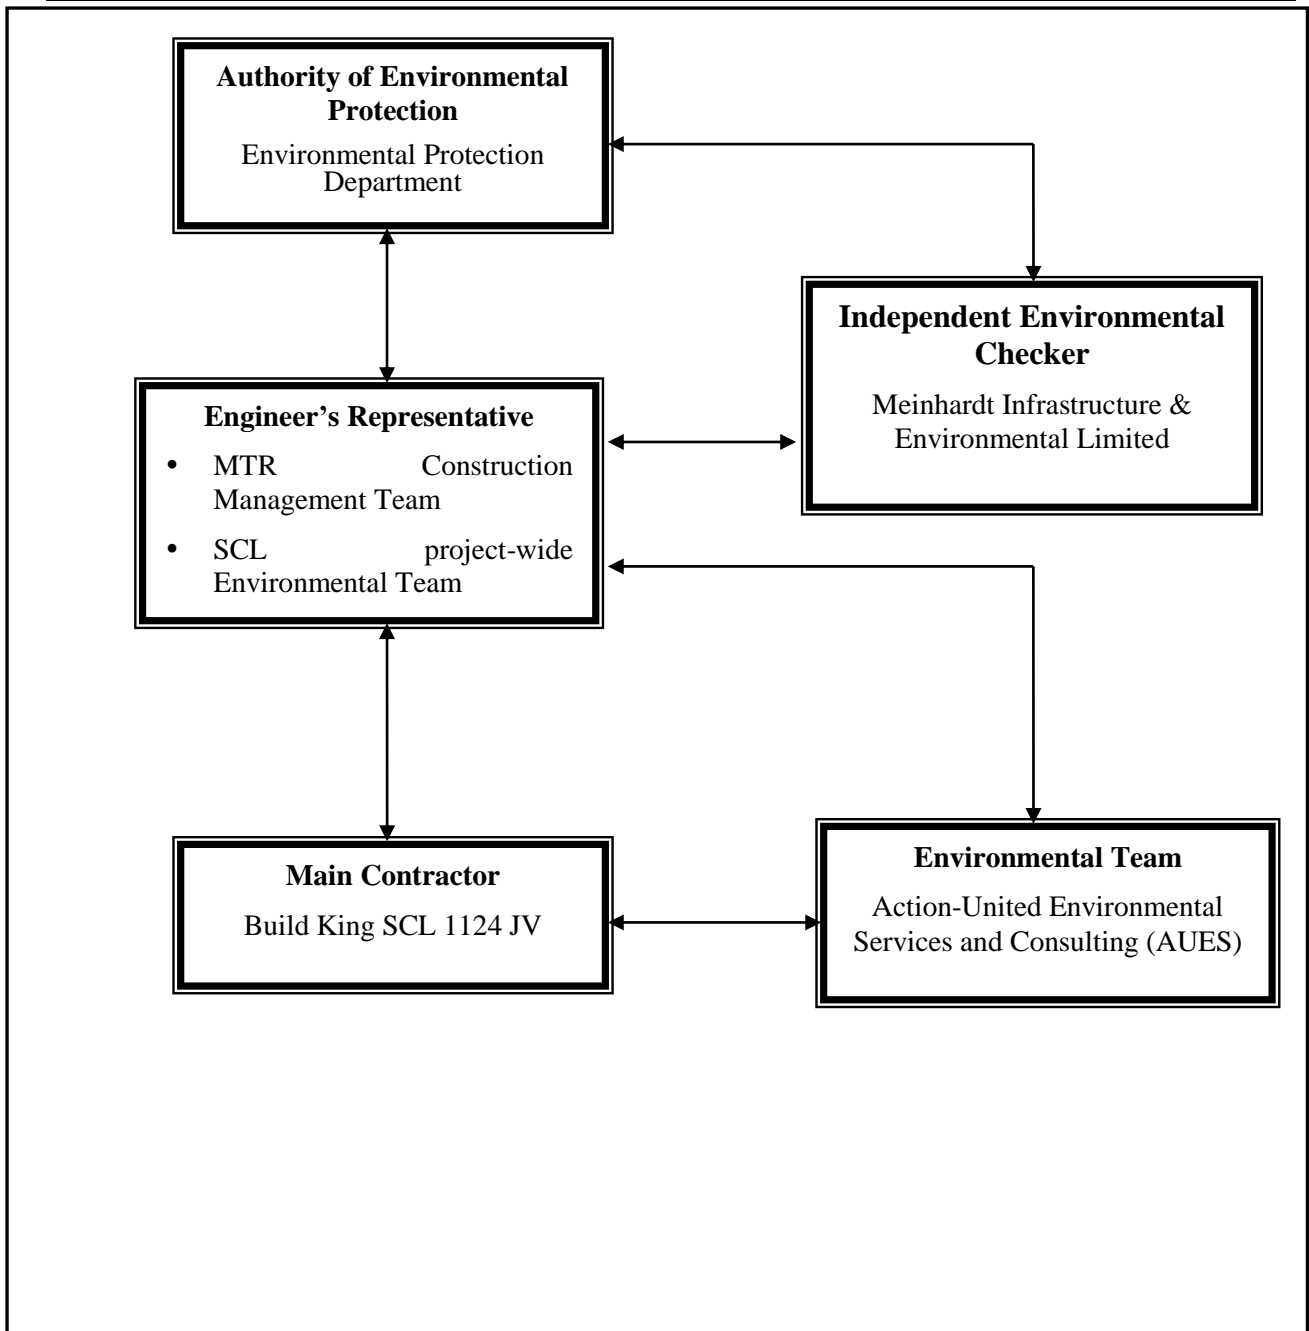 Authority of Environmental
Protection
Environmental Protection
Department
Independent Environmental
Checker
Meinhardt Infrastructure &
Environmental Limited
Engineer’s Representative
• MTR Construction
Management Team
• SCL project-wide
Environmental Team
Main Contractor
Build King SCL 1124 JV
Environmental Team
Action-United Environmental
Services and Consulting (AUES)